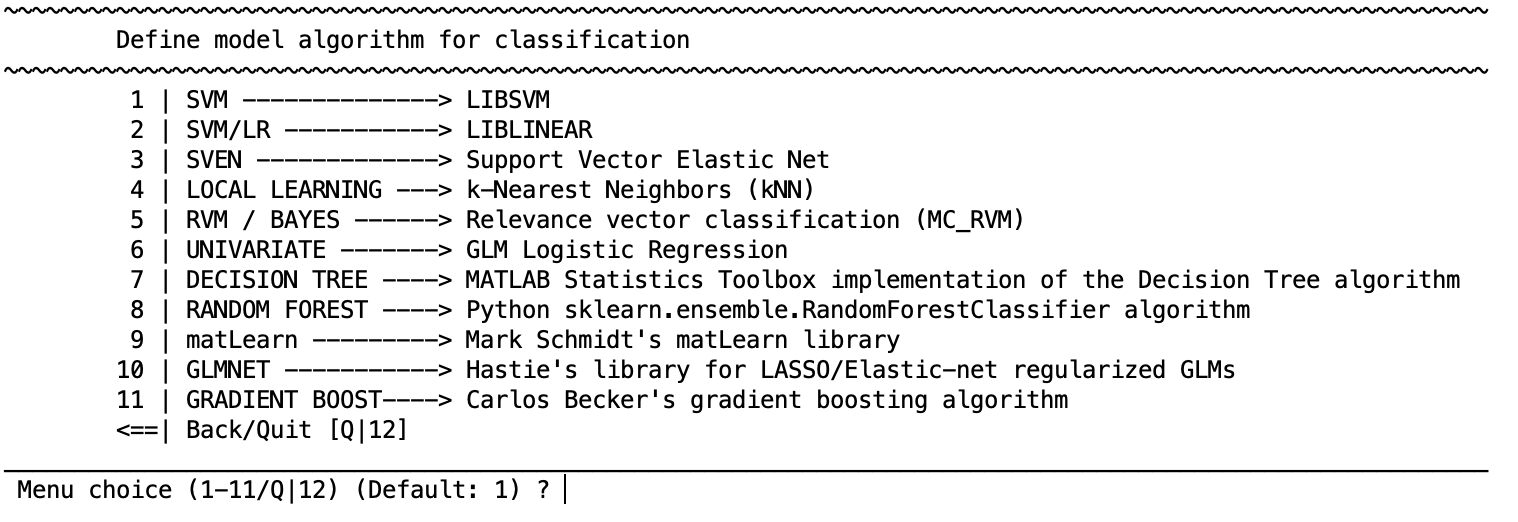 Define model algorithm for classification
1 | SVM --------------> LIBSVM
2 | SVM/LR -----------> LIBLINEAR
3 | SVEN -------------> Support Vector Elastic Net
4 | LOCAL LEARNING ---> k-Nearest Neighbors (kNN)
5 | RVM / BAYES ------> Relevance vector classification (MC_RVM)
6 | UNIVARIATE -------> GLM Logistic Regression
7 | DECISION TREE ----> MATLAB Statistics Toolbox implementation of the Decision Tree algorithm
8 | RANDOM FOREST ----> Python sklearn.ensemble.RandomForestClassifier algorithm
9 | matLearn ---------> Mark Schmidt's matLearn library
10 | GLMNET -----------> Hastie's library for LASSO/Elastic-net regularized GLMs
11 | GRADIENT BOOST----> Carlos Becker's gradient boosting algorithm
<==| Back/Quit [Q|12]
Menu choice (1-11/Q|12) (Default: 1) ?